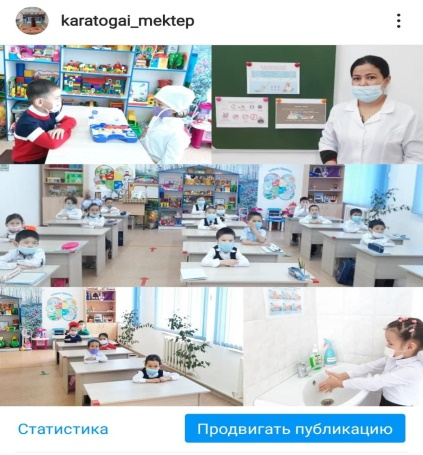 karatogai_mektep
Статистика
Продвигать публикацию